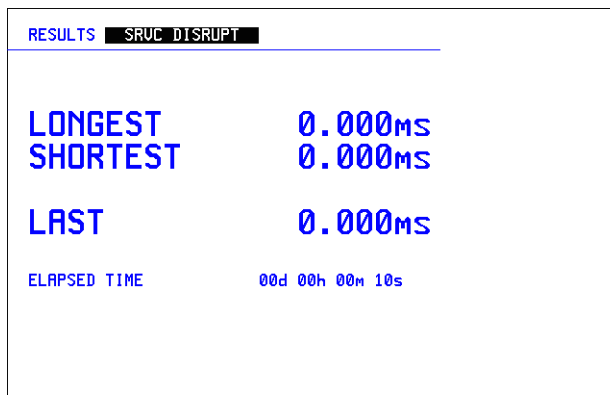 RESULTS SRVC DISRUPT
LONGEST 0.000ms
SHORTEST 0.000ms
LAST 0.000ms
ELAPSED TIME 00d 00h 00m 10s